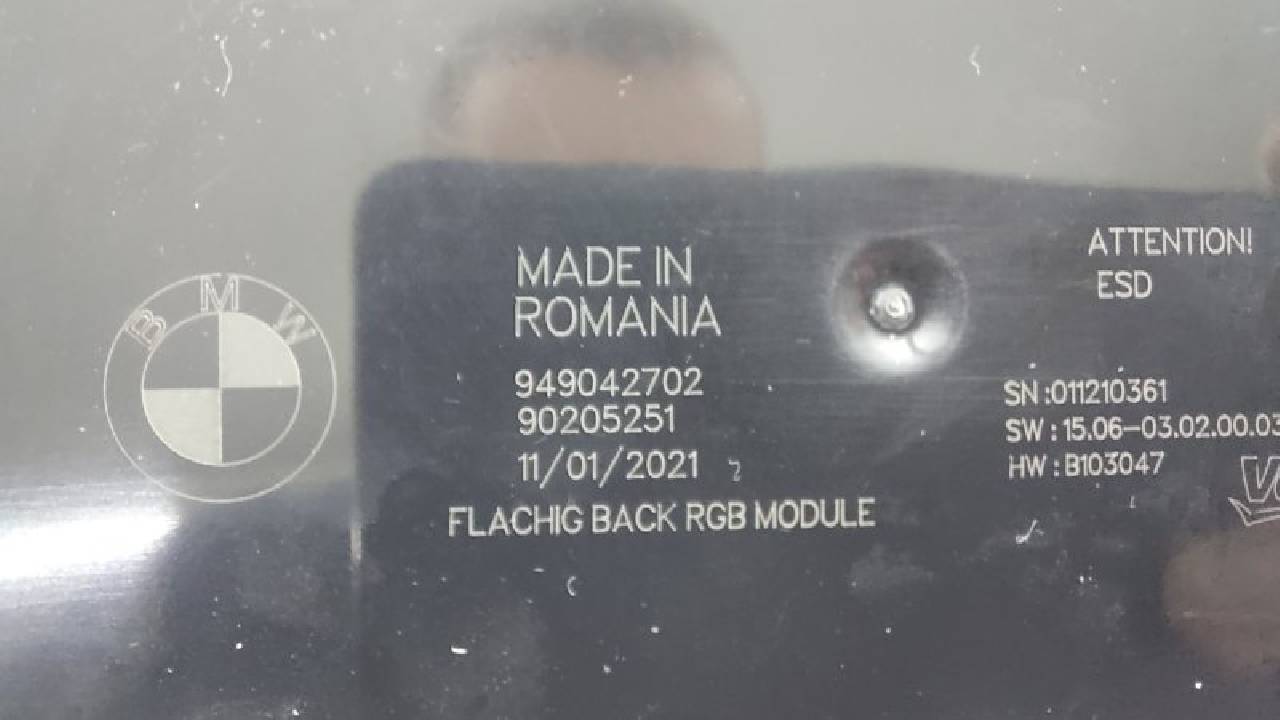 BMW
MADE IN
ROMANIA
949042702
90205251
11/01/2021
FLACHIG BACK RGB MODULE
ATTENTION!
ESD
SN :011210361
SW : 15.06-03.02.00.03
HW : B103047